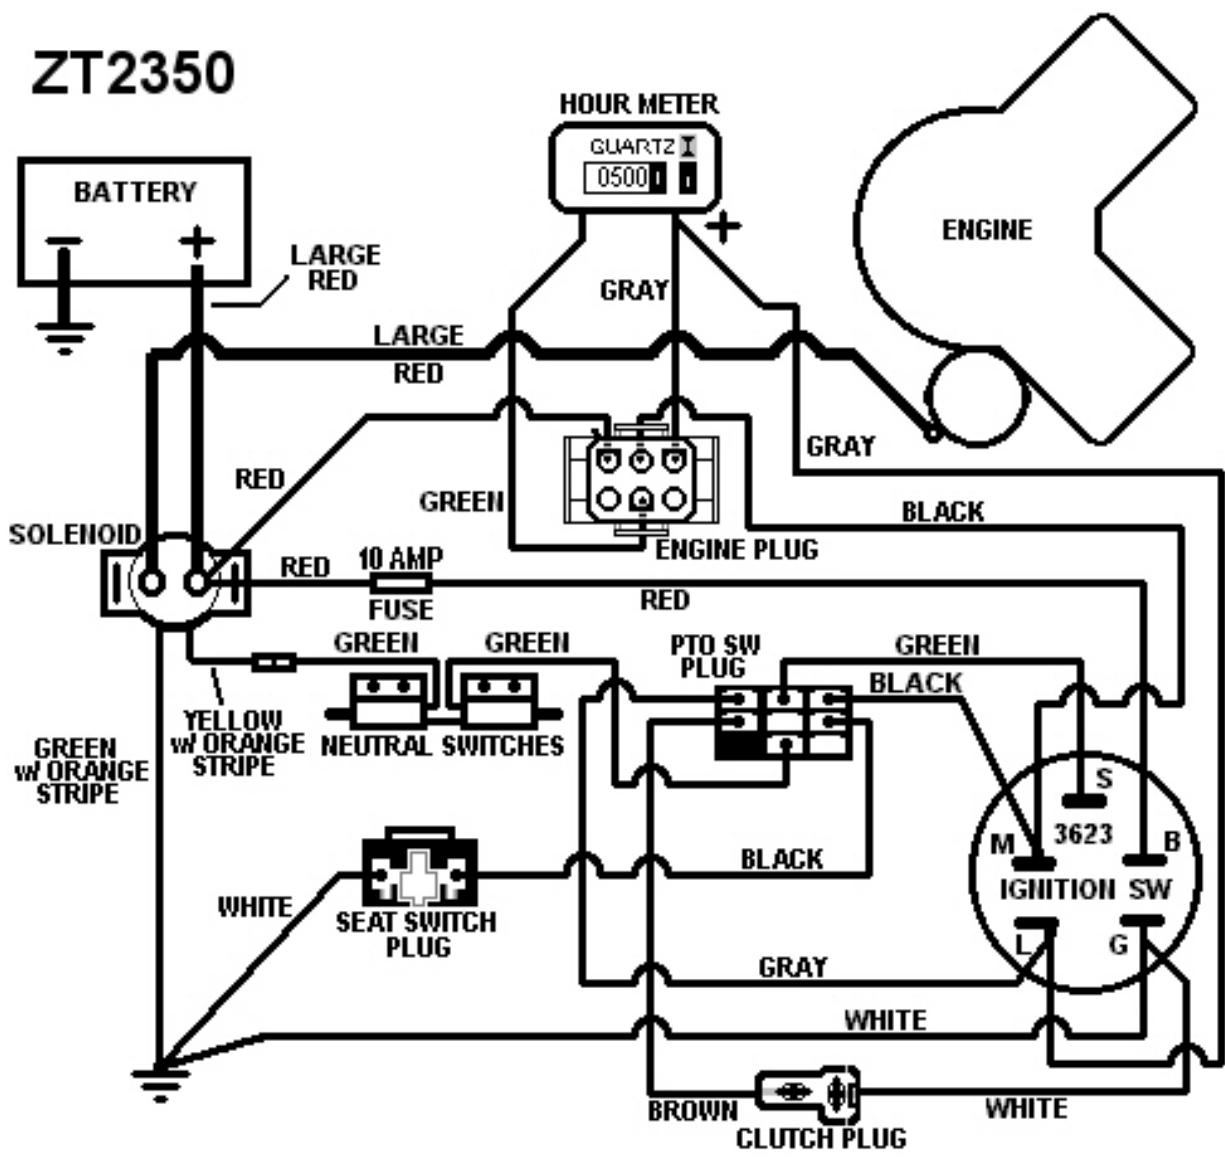 ZT2350
HOUR METER
QUARTZ
0500
BATTERY
LARGE
RED
GRAY
ENGINE
LARGE
RED
GRAY
RED
GREEN
BLACK
SOLENOID
ENGINE PLUG
10 AMP
RED
FUSE
RED
GREEN
GREEN
PTO SW
PLUG
GREEN
BLACK
YELLOW
w/ ORANGE
STRIPE
NEUTRAL SWITCHES
GREEN
w/ ORANGE
STRIPE
S
3623
M
B
IGNITION SW
L
G
BLACK
WHITE
SEAT SWITCH
PLUG
GRAY
WHITE
BROWN
WHITE
CLUTCH PLUG